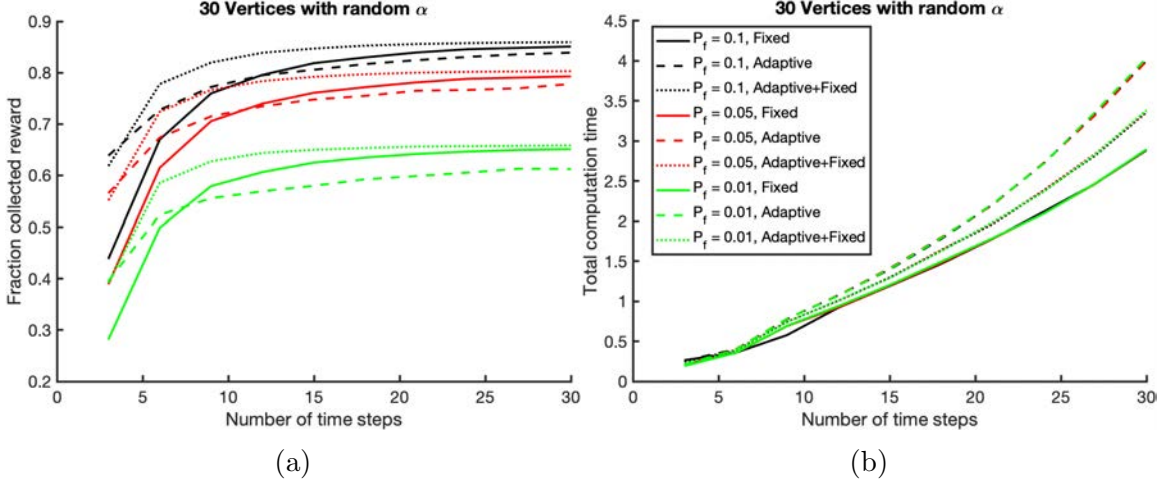 30 Vertices with random α
0.9
0.8
0.7
0.6
0.5
0.4
0.3
0.2
Fraction collected reward
0 5 10 15 20 25 30
Number of time steps
(a)
30 Vertices with random α
4.5
4
3.5
3
2.5
2
1.5
1
0.5
0
Total computation time
P_f = 0.1, Fixed
P_f = 0.1, Adaptive
P_f = 0.1, Adaptive+Fixed
P_f = 0.05, Fixed
P_f = 0.05, Adaptive
P_f = 0.05, Adaptive+Fixed
P_f = 0.01, Fixed
P_f = 0.01, Adaptive
P_f = 0.01, Adaptive+Fixed
0 5 10 15 20 25 30
Number of time steps
(b)